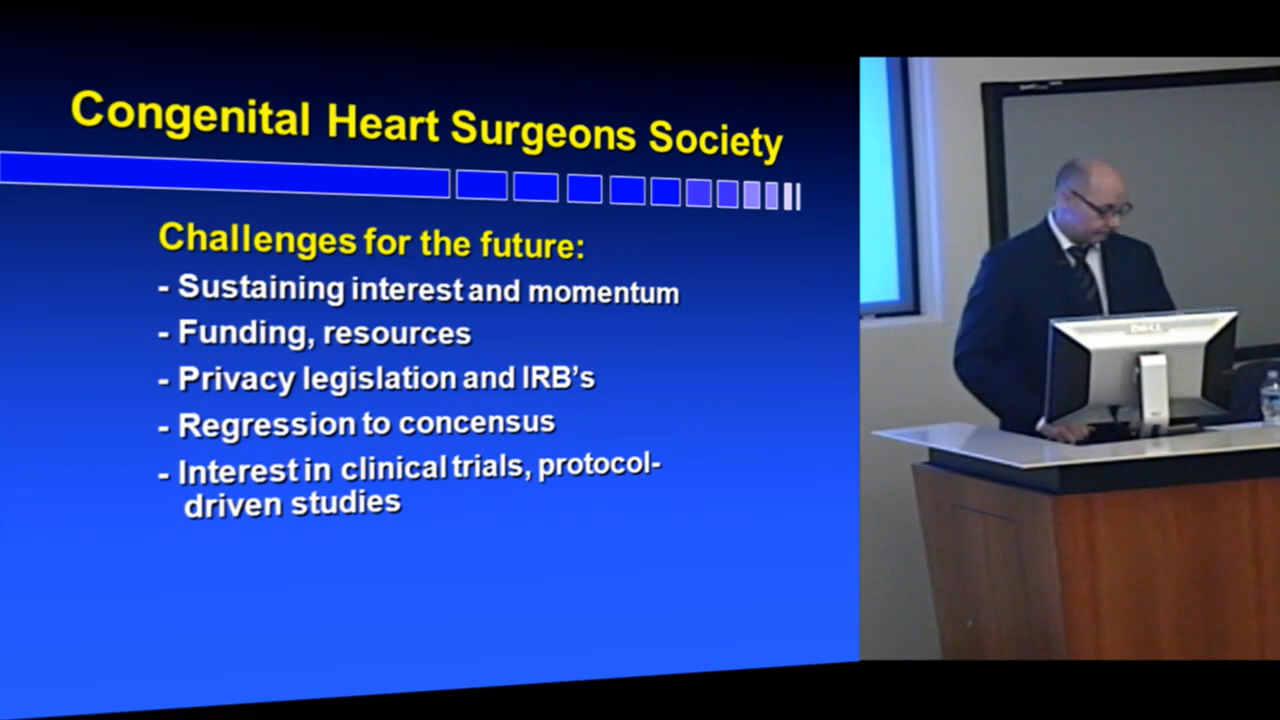 Congenital Heart Surgeons Society
Challenges for the future:
- Sustaining interest and momentum
- Funding, resources
- Privacy legislation and IRB's
- Regression to concensus
- Interest in clinical trials, protocol-
driven studies
DELL